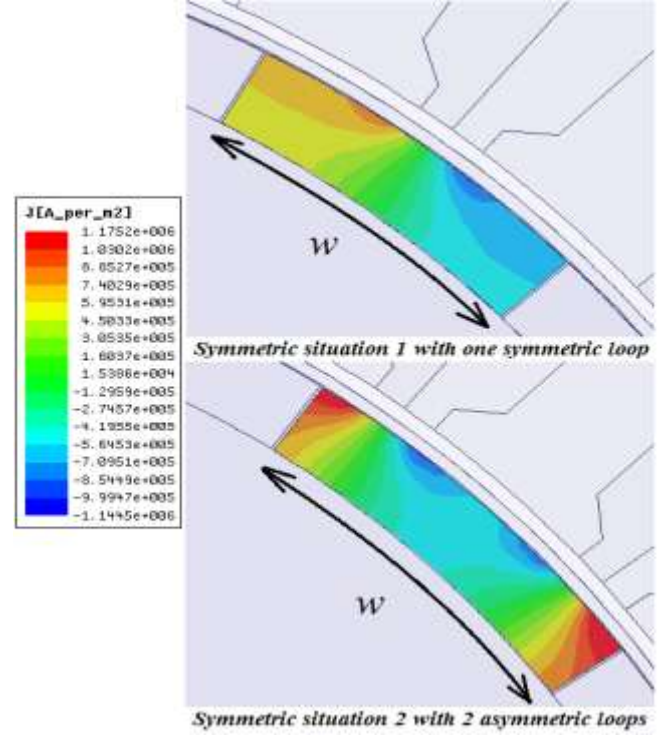 w
Symmetric situation 1 with one symmetric loop
J[A_per_m2]
1.1752e+006
1.0302e+006
8.8527e+005
7.4029e+005
5.9531e+005
4.5033e+005
3.0535e+005
1.6037e+005
1.5386e+004
-1.2959e+005
-2.7457e+005
-4.1955e+005
-5.6453e+005
-7.0951e+005
-8.5449e+005
-9.9947e+005
-1.1445e+006
w
Symmetric situation 2 with 2 asymmetric loops